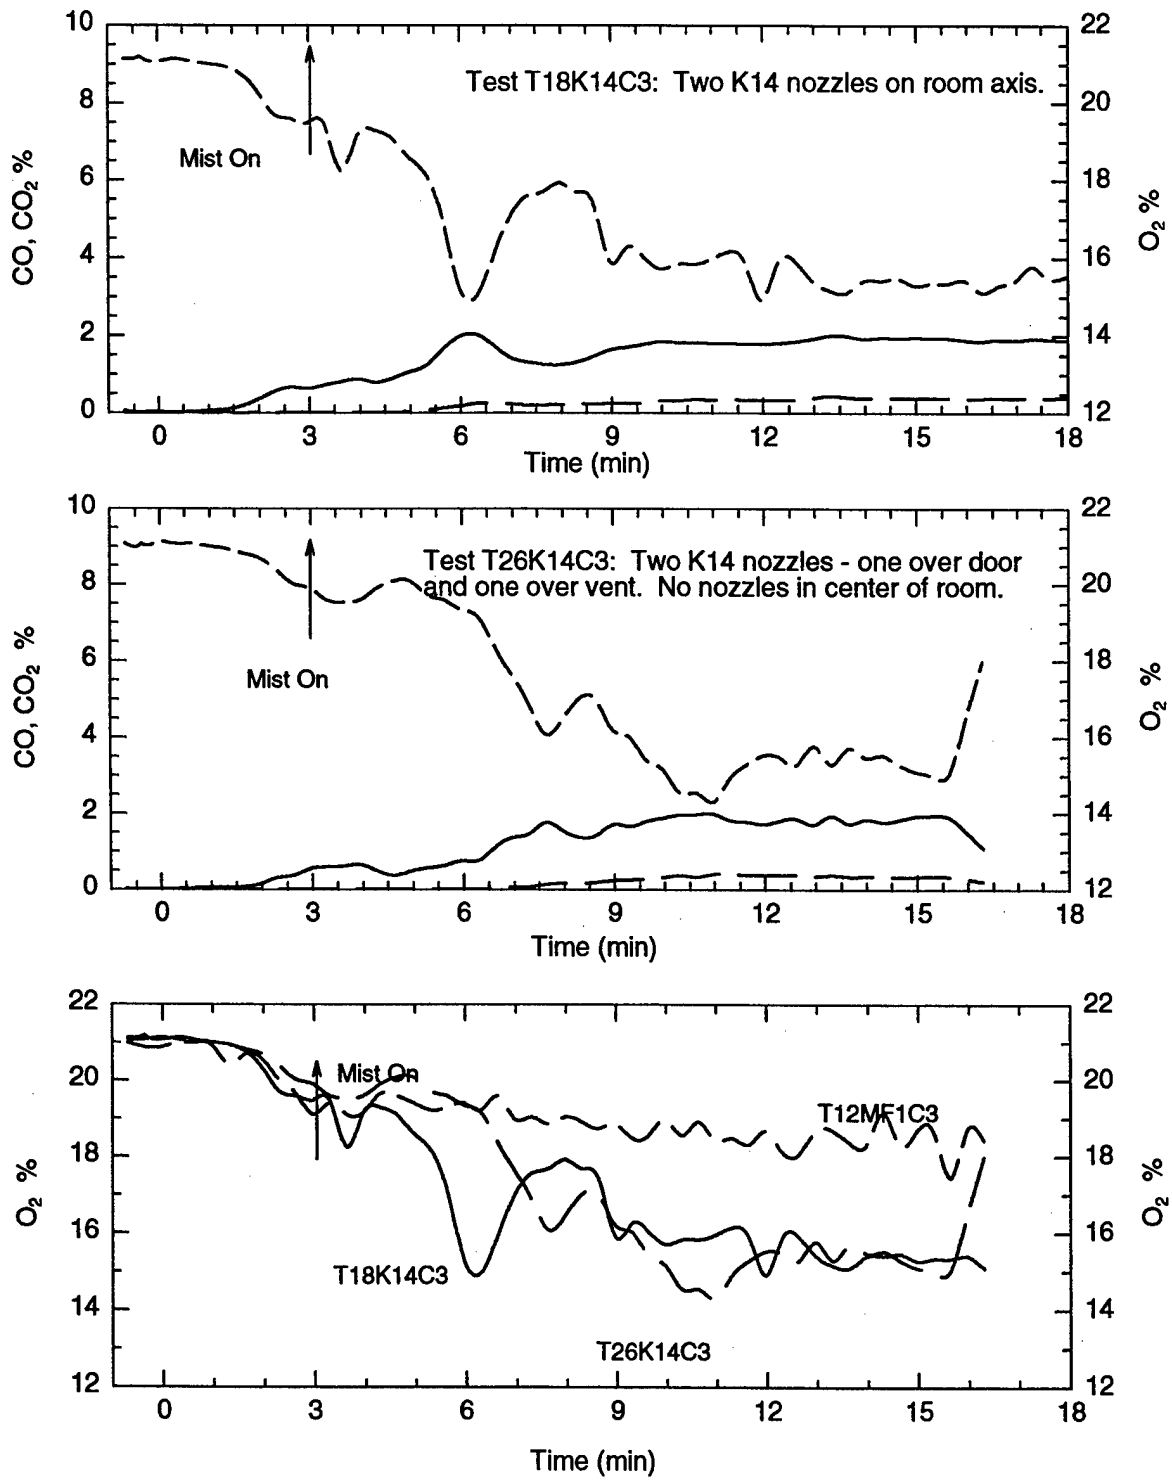 10
8
6
4
2
0
CO, CO2 %
22
20
18
16
14
12
O2 %
Test T18K14C3: Two K14 nozzles on room axis.
Mist On
0 3 6 9 12 15 18
Time (min)
10
8
6
4
2
0
CO, CO2 %
22
20
18
16
14
12
O2 %
Test T26K14C3: Two K14 nozzles - one over door
and one over vent. No nozzles in center of room.
Mist On
0 3 6 9 12 15 18
Time (min)
22
20
18
16
14
12
O2 %
22
20
18
16
14
12
O2 %
Mist On
T12MF1C3
T18K14C3
T26K14C3
0 3 6 9 12 15 18
Time (min)